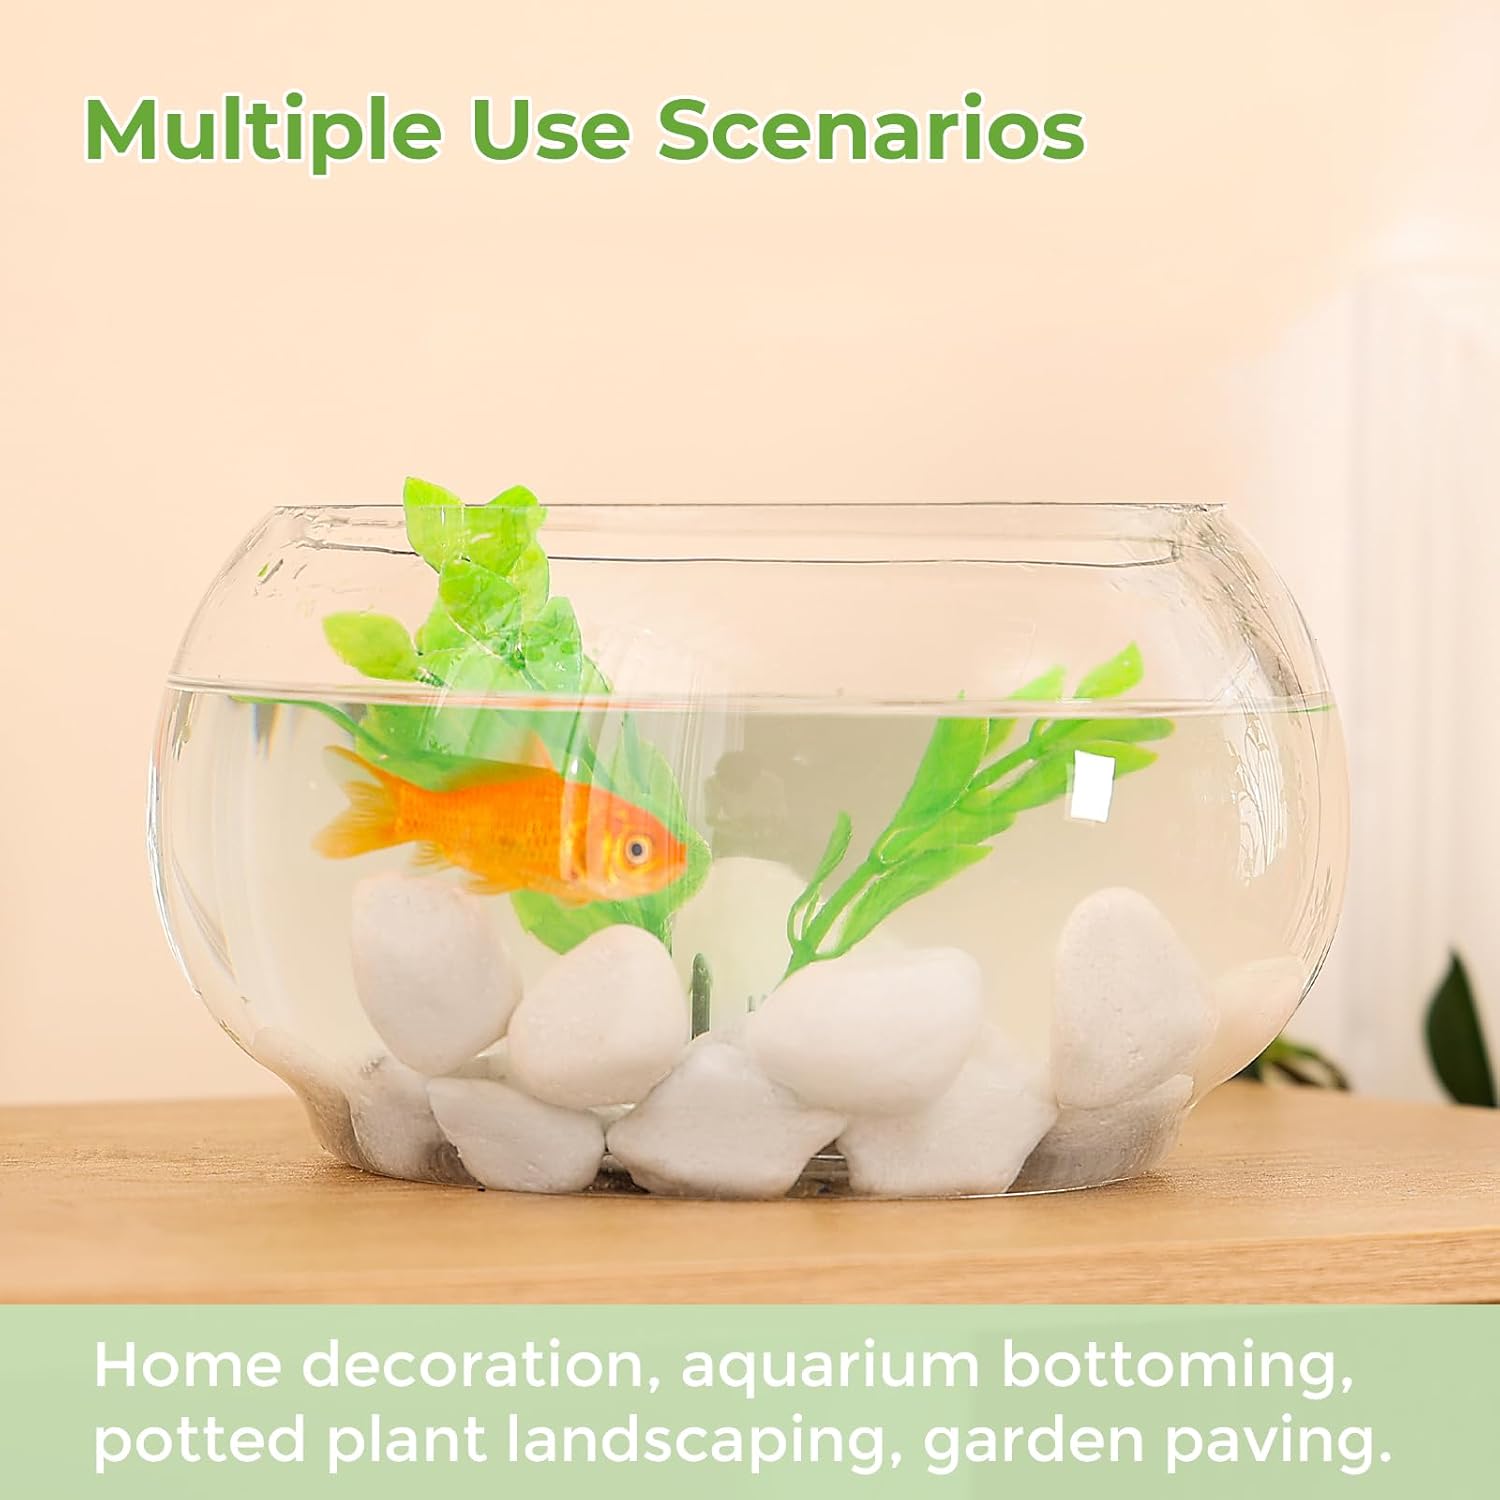 Multiple Use Scenarios
Home decoration, aquarium bottoming,
potted plant landscaping, garden paving.